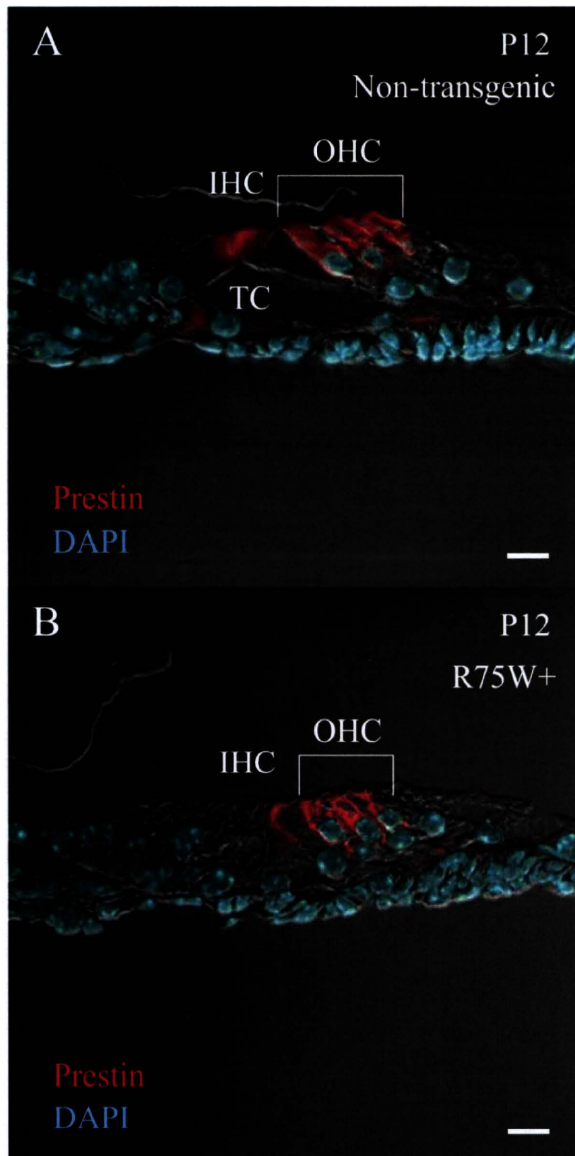 A
P12
Non-transgenic
OHC
IHC
TC
Prestin
DAPI
B
P12
R75W+
OHC
IHC
Prestin
DAPI